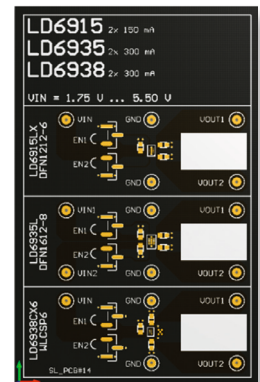 LD6915 2x 150 mA
LD6935 2x 300 mA
LD6938 2x 300 mA
VIN = 1.75 V ... 5.50 V
LD6915LX
DFN1212-6
VIN
GND
VOUT1
EN1
EN2
GND
VOUT2
LD6935L
DFN1612-8
VIN1
GND
VOUT1
EN1
EN2
VIN2
GND
VOUT2
LD6938CX6
WLCSP6
VIN
GND
VOUT1
EN1
EN2
GND
VOUT2
SL_PCB#14